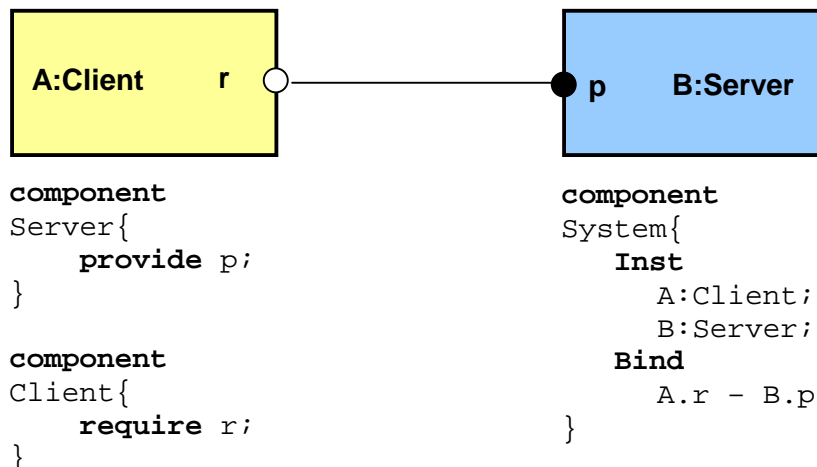 A:Client r
p B:Server
component
Server{
provide p;
}
component
Client{
require r;
}
component
System{
Inst
A:Client;
B:Server;
Bind
A.r – B.p
}